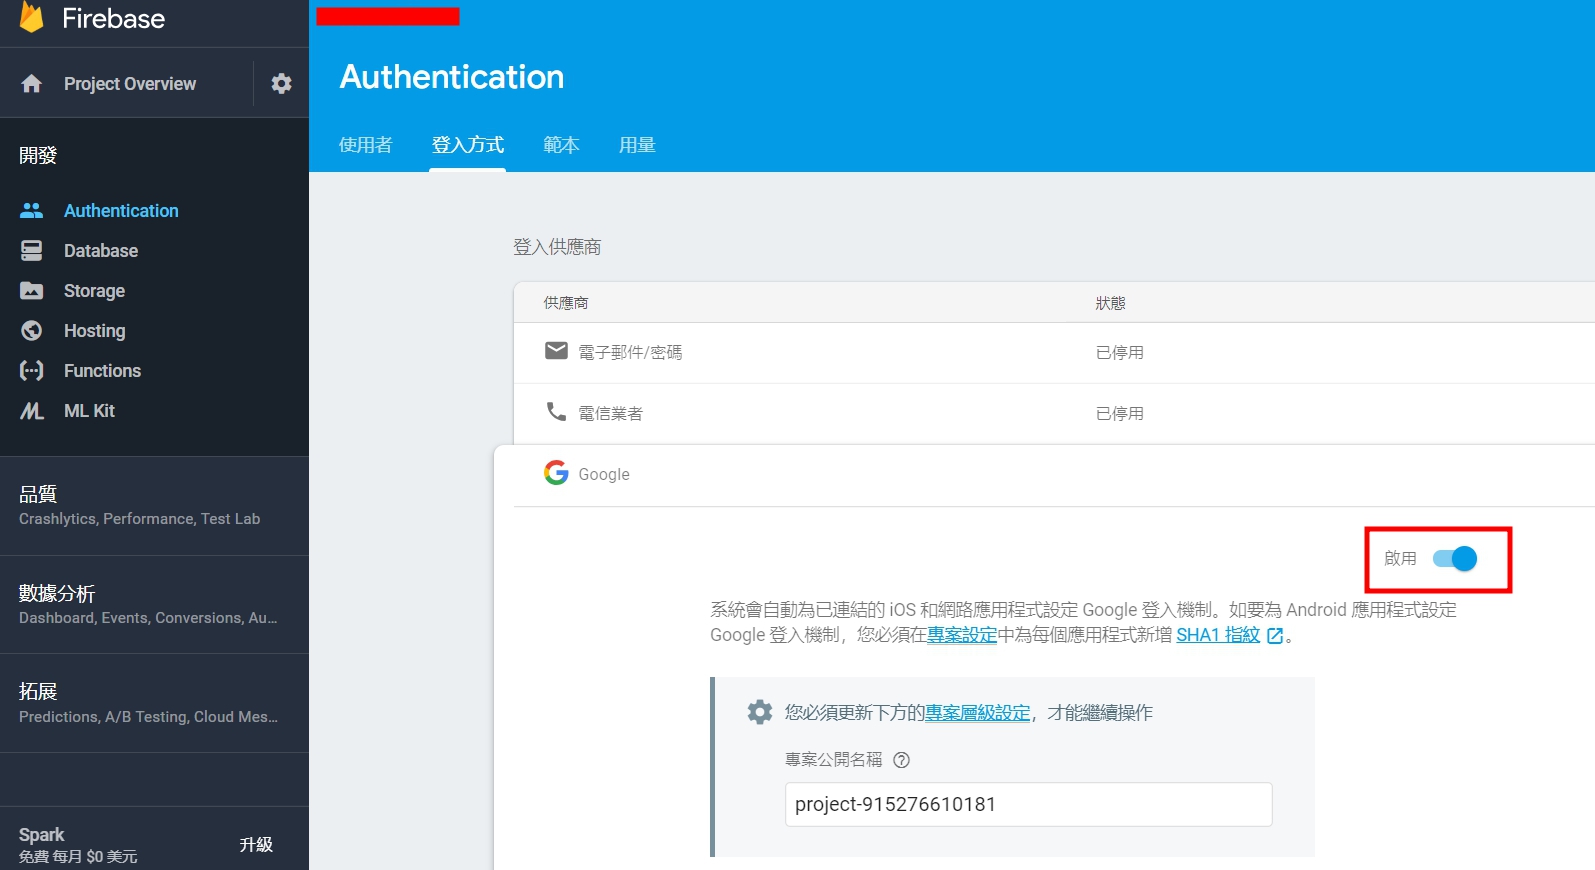 Firebase
Project Overview
開發
Authentication
Database
Storage
Hosting
Functions
ML Kit
品質
Crashlytics, Performance, Test Lab
數據分析
Dashboard, Events, Conversions, Au...
拓展
Predictions, A/B Testing, Cloud Mes...
Spark
免費 每月 $0 美元
升級
Authentication
使用者 登入方式 範本 用量
登入供應商
供應商 狀態
電子郵件/密碼 已停用
電信業者 已停用
Google
啟用
系統會自動為已連結的 iOS 和網路應用程式設定 Google 登入機制。如要為 Android 應用程式設定
Google 登入機制，您必須在專案設定中為每個應用程式新增 SHA1 指紋 。
您必須更新下方的專案層級設定，才能繼續操作
專案公開名稱
project-915276610181